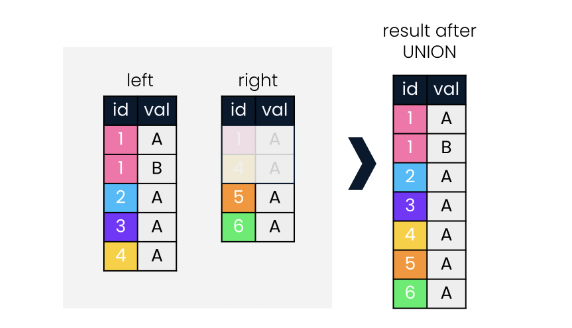 result after
UNION
left
right
id val
1 A
1 B
2 A
3 A
4 A
id val
1 A
4 A
5 A
6 A
id val
1 A
1 B
2 A
3 A
4 A
5 A
6 A